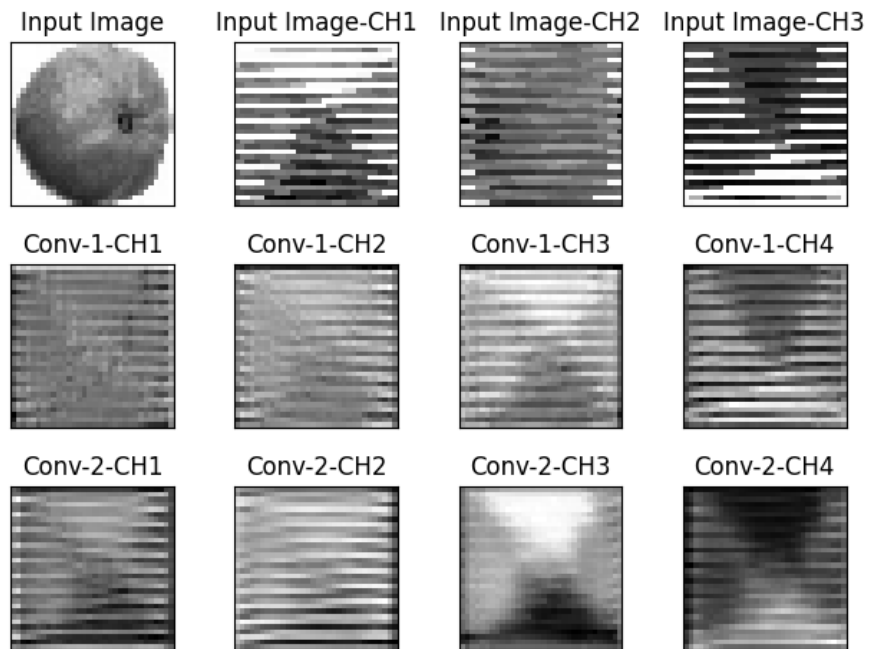 Input Image
Input Image-CH1
Input Image-CH2
Input Image-CH3
Conv-1-CH1
Conv-1-CH2
Conv-1-CH3
Conv-1-CH4
Conv-2-CH1
Conv-2-CH2
Conv-2-CH3
Conv-2-CH4